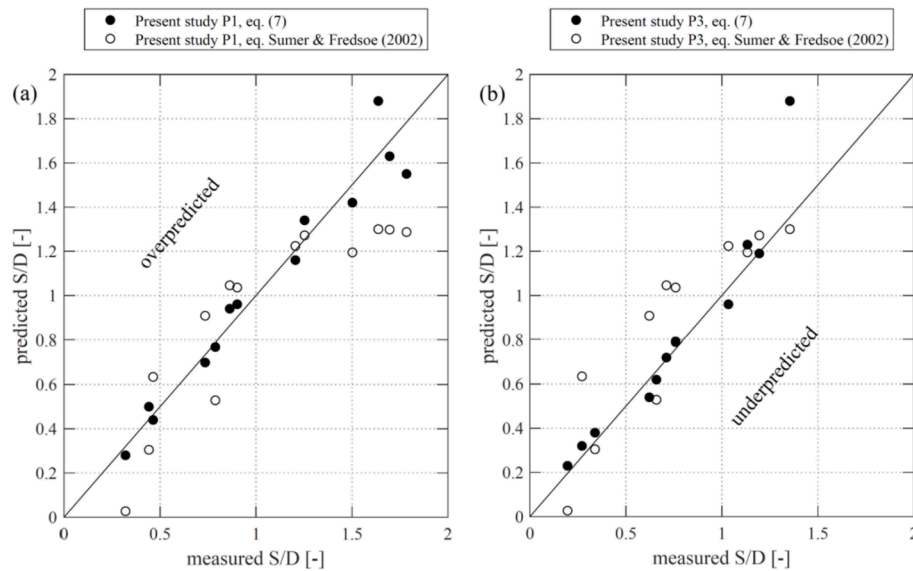 Present study P1, eq. (7)
Present study P1, eq. Sumer & Fredsoe (2002)
(a)
2
1.8
1.6
1.4
1.2
1
0.8
0.6
0.4
0.2
0
predicted S/D [-]
overpredicted
0
0.5
1
1.5
2
measured S/D [-]
Present study P3, eq. (7)
Present study P3, eq. Sumer & Fredsoe (2002)
(b)
2
1.8
1.6
1.4
1.2
1
0.8
0.6
0.4
0.2
0
predicted S/D [-]
underpredicted
0
0.5
1
1.5
2
measured S/D [-]